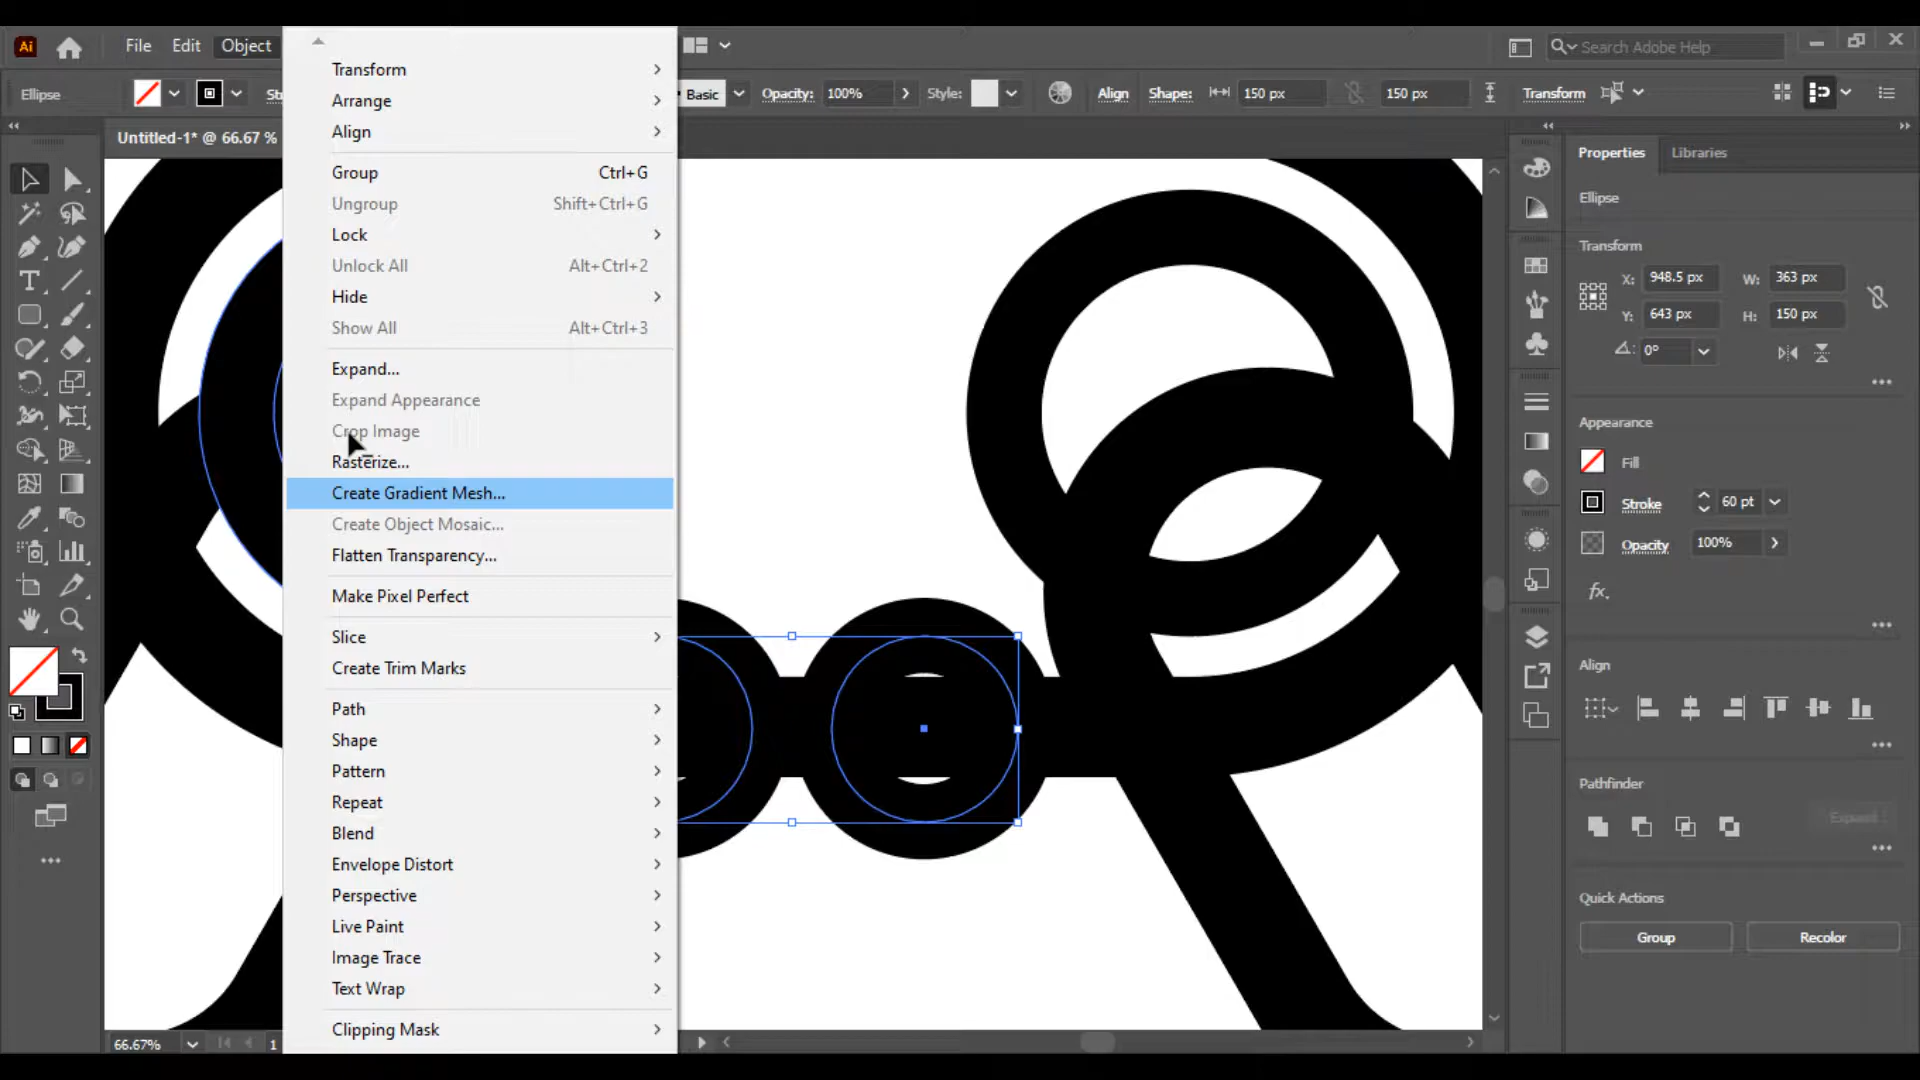 Ai
File
Edit
Object
Search Adobe Help
Ellipse
Basic
Opacity:
100%
Style:
Align
Shape:
150 px
150 px
Transform
Untitled-1* @ 66.67 %
Transform
Arrange
Align
Group Ctrl+G
Ungroup Shift+Ctrl+G
Lock
Unlock All Alt+Ctrl+2
Hide
Show All Alt+Ctrl+3
Expand...
Expand Appearance
Crop Image
Rasterize...
Create Gradient Mesh...
Create Object Mosaic...
Flatten Transparency...
Make Pixel Perfect
Slice
Create Trim Marks
Path
Shape
Pattern
Repeat
Blend
Envelope Distort
Perspective
Live Paint
Image Trace
Text Wrap
Clipping Mask
66.67%
1
Properties
Libraries
Ellipse
Transform
X: 948.5 px W: 363 px
Y: 643 px H: 150 px
0°
Appearance
Fill
Stroke 60 pt
Opacity 100%
fx.
Align
Pathfinder
Expand
Quick Actions
Group
Recolor